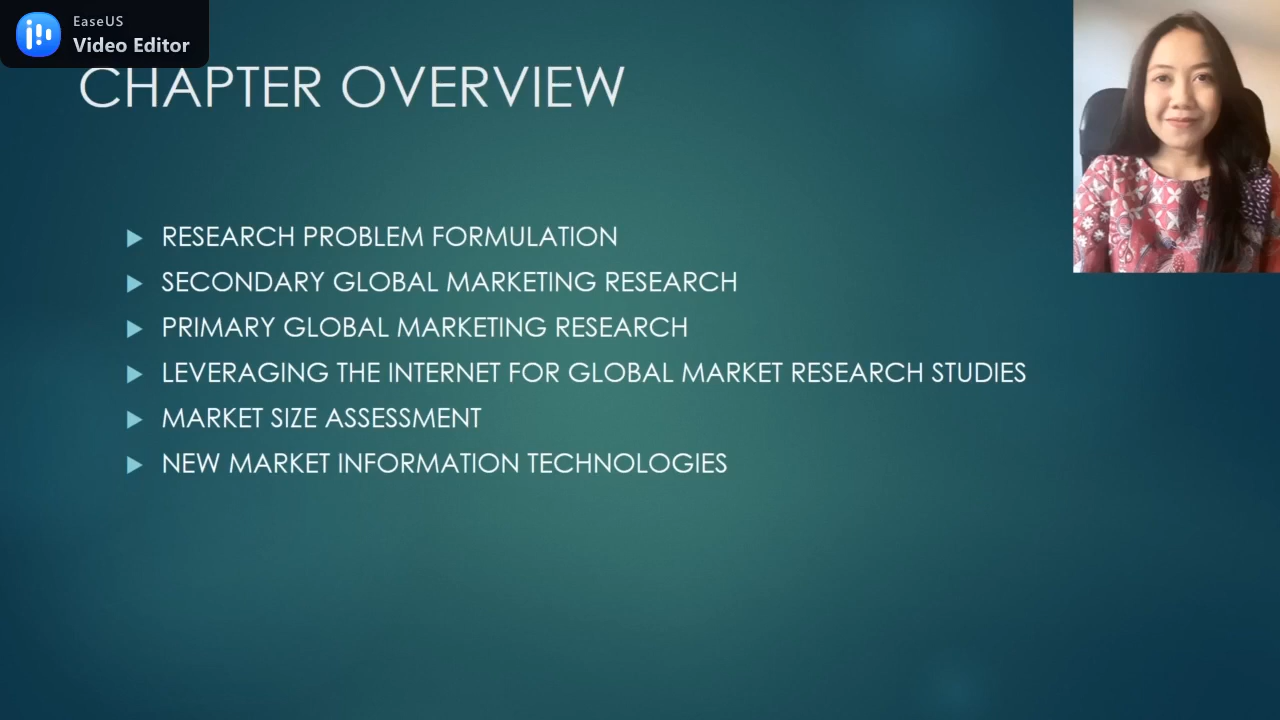 EaseUS
Video Editor
CHAPTER OVERVIEW
RESEARCH PROBLEM FORMULATION
SECONDARY GLOBAL MARKETING RESEARCH
PRIMARY GLOBAL MARKETING RESEARCH
LEVERAGING THE INTERNET FOR GLOBAL MARKET RESEARCH STUDIES
MARKET SIZE ASSESSMENT
NEW MARKET INFORMATION TECHNOLOGIES